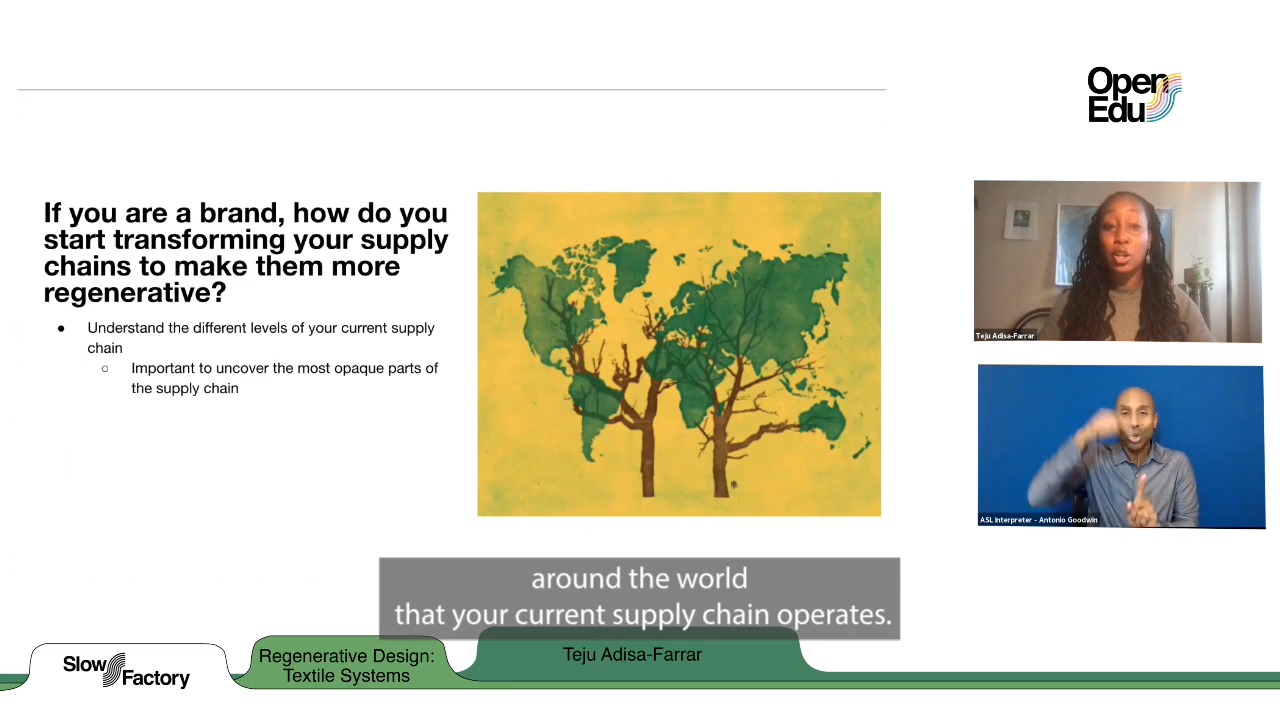 Open
Edu
If you are a brand, how do you
start transforming your supply
chains to make them more
regenerative?
● Understand the different levels of your current supply
chain
○ Important to uncover the most opaque parts of
the supply chain
Teju Adisa-Farrar
ASL Interpreter - Antonio Goodwin
around the world
that your current supply chain operates.
Slow
Factory
Regenerative Design:
Textile Systems
Teju Adisa-Farrar